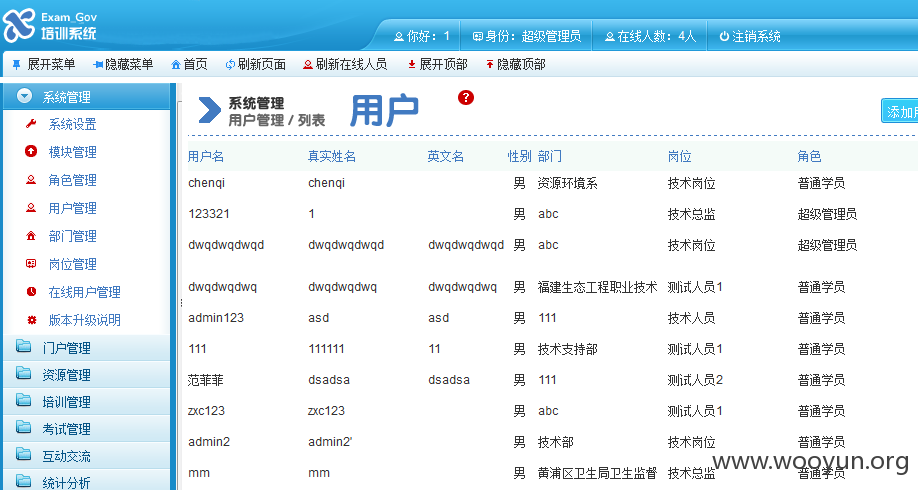 Exam_Gov
培训系统
你好：1 身份：超级管理员 在线人数：4人 注销系统
展开菜单 隐藏菜单 首页 刷新页面 刷新在线人员 展开顶部 隐藏顶部
系统管理
系统设置
模块管理
角色管理
用户管理
部门管理
岗位管理
在线用户管理
版本升级说明
门户管理
资源管理
培训管理
考试管理
互动交流
统计分析
系统管理
用户管理 / 列表
用户
?
添加
用户名 真实姓名 英文名 性别 部门 岗位 角色
chenqi chenqi 男 资源环境系 技术岗位 普通学员
123321 1 男 abc 技术总监 超级管理员
dwqdwqdwqd dwqdwqdwqd dwqdwqdwqd 男 abc 技术岗位 超级管理员
dwqdwqdwq dwqdwqdwq dwqdwqdwq 男 福建生态工程职业技术 测试人员1 普通学员
admin123 asd asd 男 111 技术人员 普通学员
111 111111 11 男 技术支持部 测试人员1 普通学员
范菲菲 dsadsa dsadsa 男 111 测试人员2 普通学员
zxc123 zxc123 男 abc 测试人员1 普通学员
admin2 admin2' 男 技术部 技术岗位 普通学员
mm mm 男 黄浦区卫生局卫生监督 技术总监 普通学员
www.wooyun.org